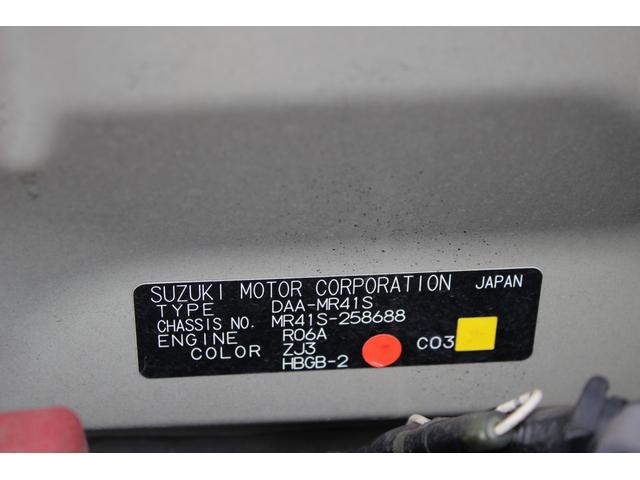 SUZUKI MOTOR CORPORATION JAPAN
TYPE DAA-MR41S
CHASSIS NO. MR41S-258688
ENGINE R06A
COLOR ZJ3 C03
HBGB-2